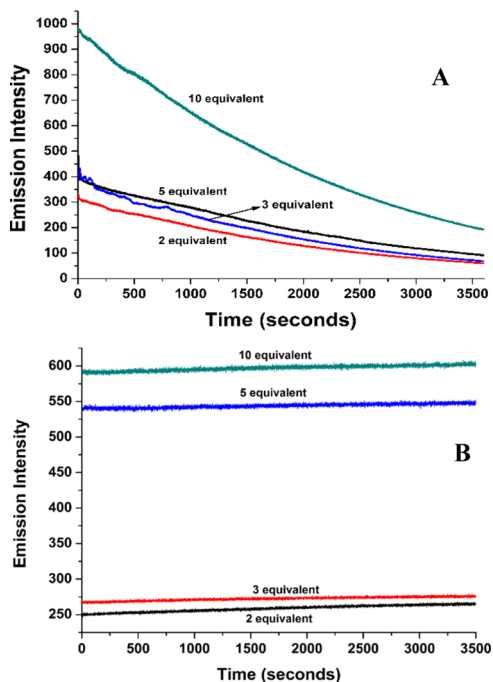 A
Emission Intensity
1000
900
800
700
600
500
400
300
200
100
0
10 equivalent
5 equivalent
3 equivalent
2 equivalent
0
500
1000
1500
2000
2500
3000
3500
Time (seconds)
B
Emission Intensity
600
550
500
450
400
350
300
250
10 equivalent
5 equivalent
3 equivalent
2 equivalent
0
500
1000
1500
2000
2500
3000
3500
Time (seconds)